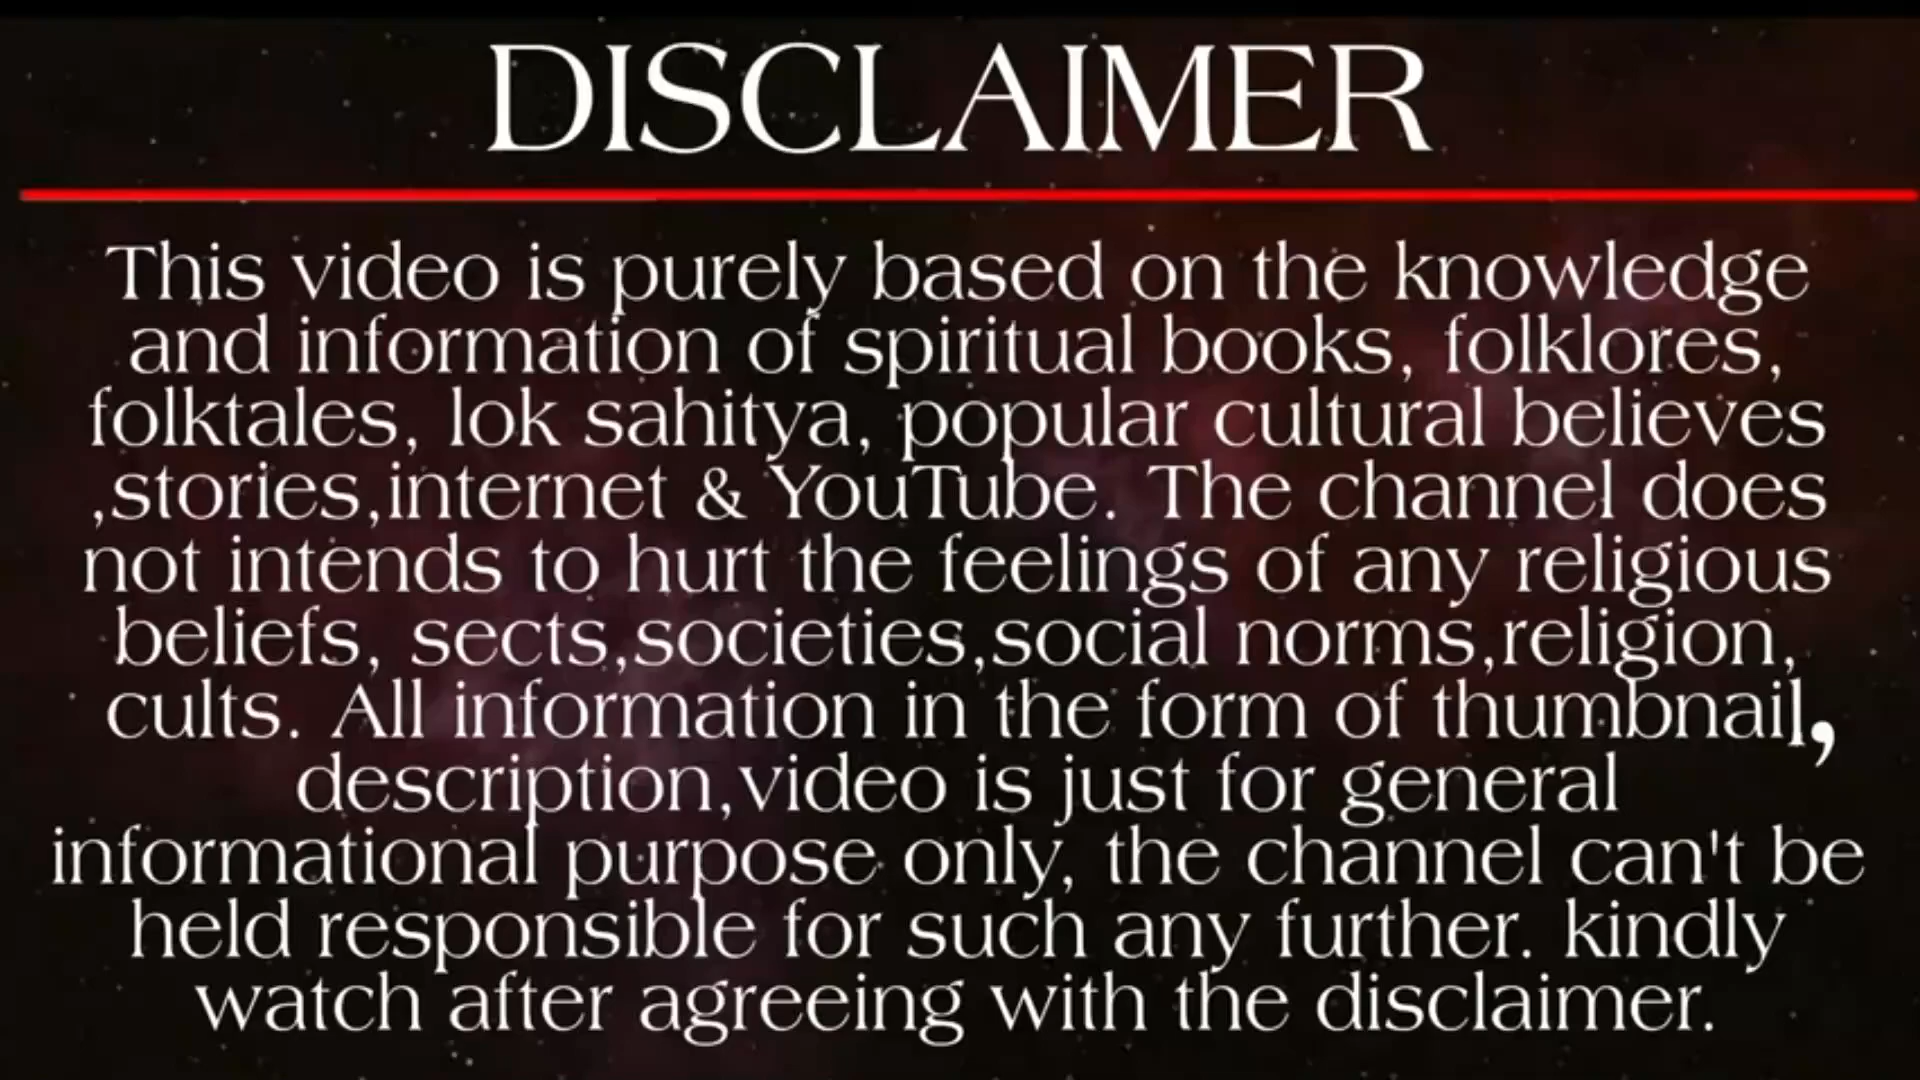 DISCLAIMER
This video is purely based on the knowledge
and information of spiritual books, folklores,
folktales, lok sahitya, popular cultural believes
,stories,internet & YouTube. The channel does
not intends to hurt the feelings of any religious
beliefs, sects,societies,social norms,religion,
cults. All information in the form of thumbnail,
description,video is just for general
informational purpose only, the channel can't be
held responsible for such any further. kindly
watch after agreeing with the disclaimer.